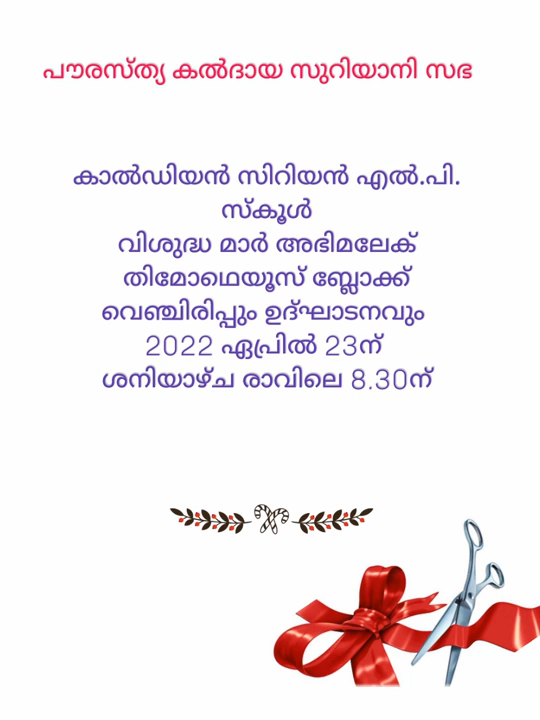 പൗരസ്ത്യ കൽദായ സുറിയാനി സഭ
കാൽഡിയൻ സിറിയൻ എൽ.പി.
സ്കൂൾ
വിശുദ്ധ മാർ അഭിമലേക്
തിമോഥെയൂസ് ബ്ലോക്ക്
വെഞ്ചിരിപ്പും ഉദ്ഘാടനവും
2022 ഏപ്രിൽ 23ന്
ശനിയാഴ്ച രാവിലെ 8.30ന്